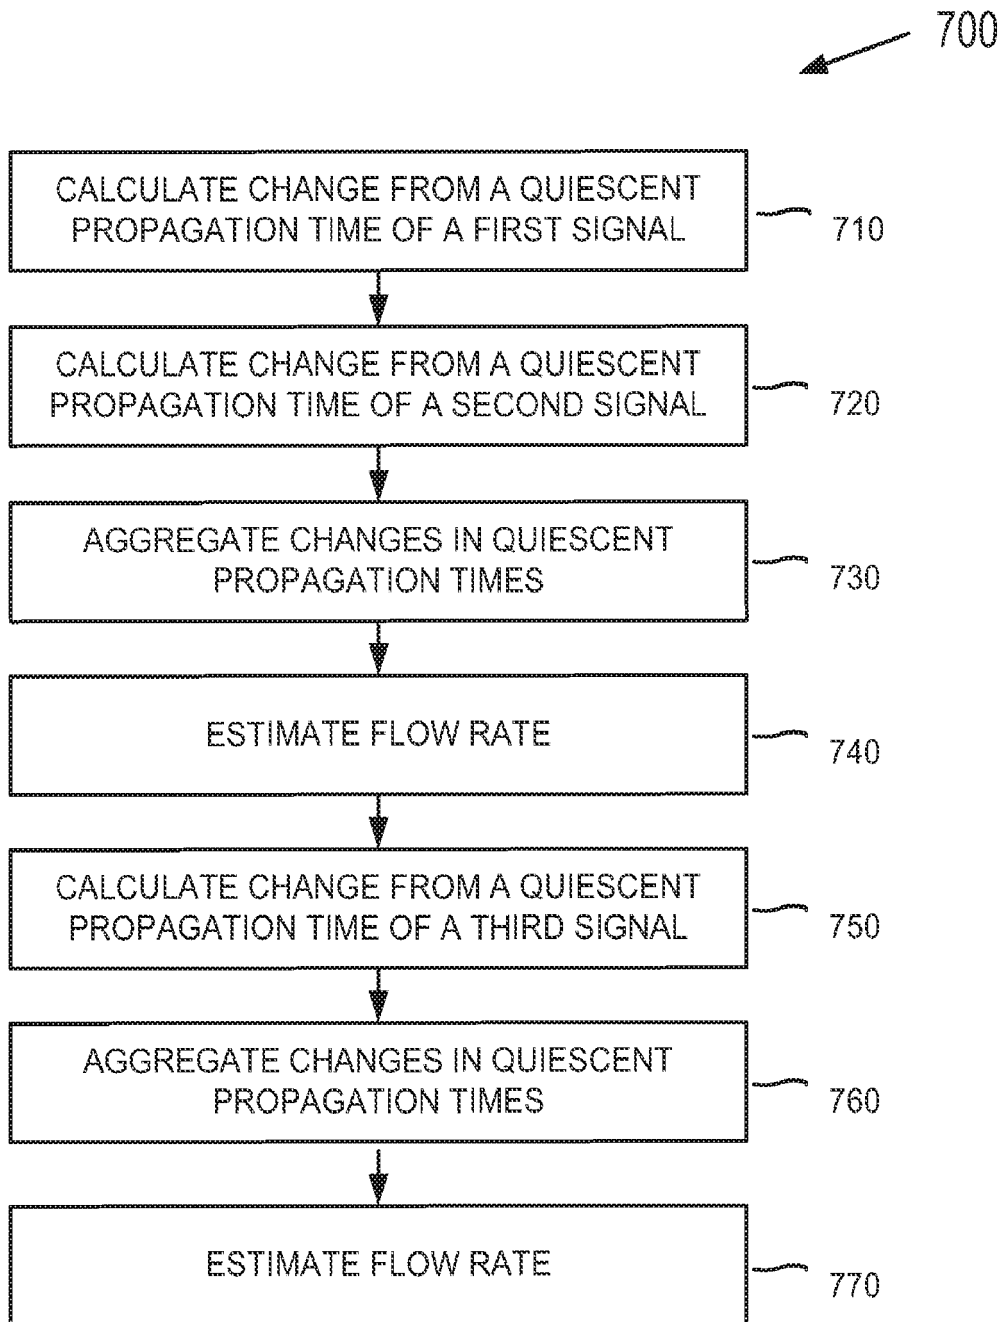 700
CALCULATE CHANGE FROM A QUIESCENT
PROPAGATION TIME OF A FIRST SIGNAL
710
CALCULATE CHANGE FROM A QUIESCENT
PROPAGATION TIME OF A SECOND SIGNAL
720
AGGREGATE CHANGES IN QUIESCENT
PROPAGATION TIMES
730
ESTIMATE FLOW RATE
740
CALCULATE CHANGE FROM A QUIESCENT
PROPAGATION TIME OF A THIRD SIGNAL
750
AGGREGATE CHANGES IN QUIESCENT
PROPAGATION TIMES
760
ESTIMATE FLOW RATE
770